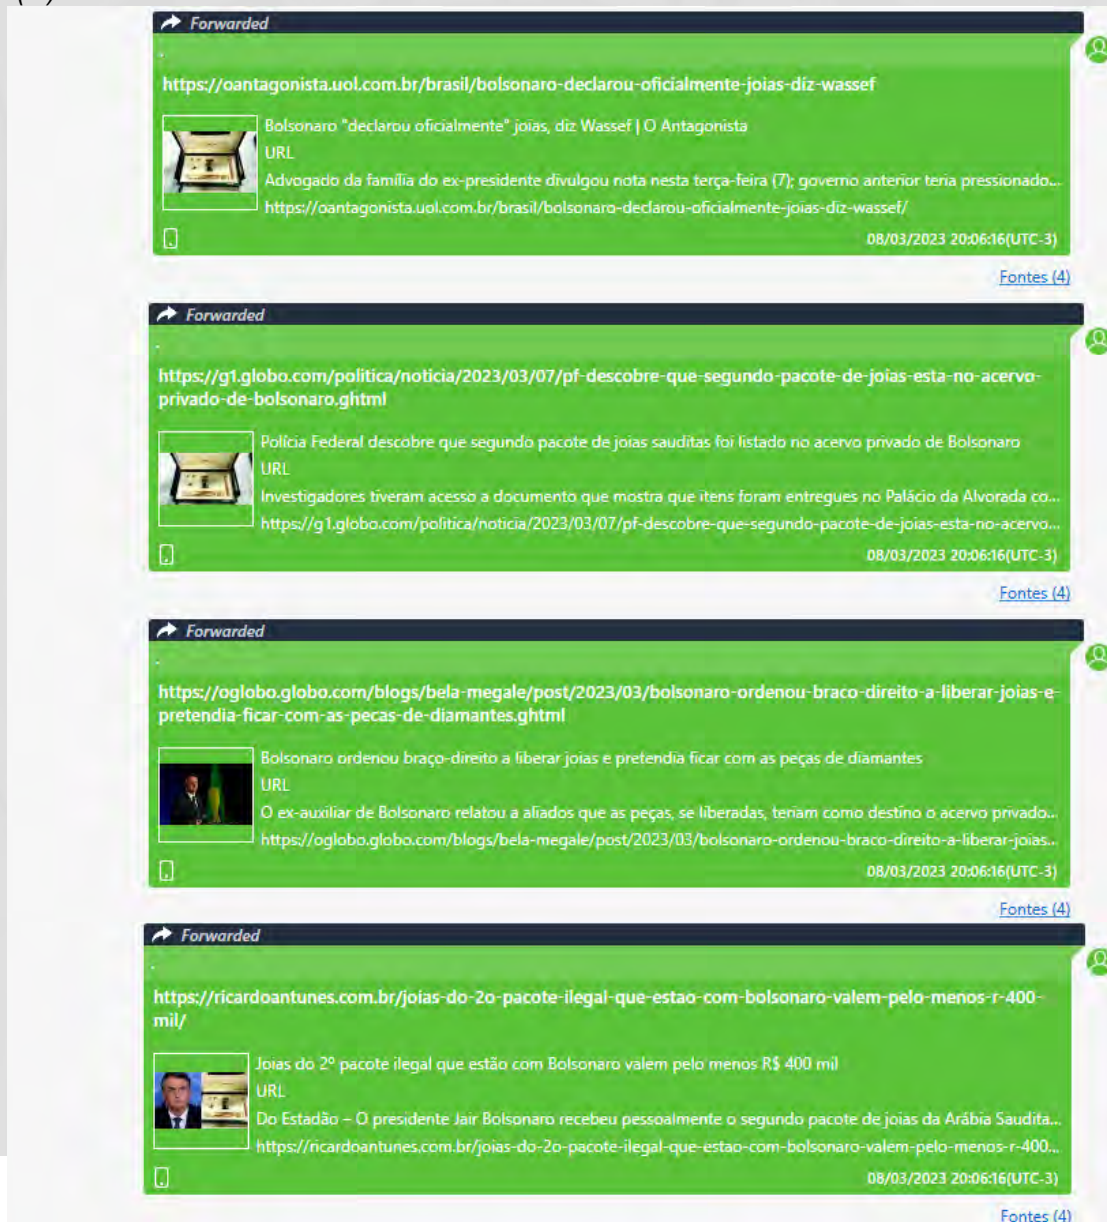 Forwarded
.
https://oantagonista.uol.com.br/brasil/bolsonaro-declarou-oficialmente-joias-diz-wassef
Bolsonaro "declarou oficialmente" joias, diz Wassef | O Antagonista
URL
Advogado da família do ex-presidente divulgou nota nesta terça-feira (7); governo anterior teria pressionado...
https://oantagonista.uol.com.br/brasil/bolsonaro-declarou-oficialmente-joias-diz-wassef/
08/03/2023 20:06:16(UTC-3)
Fontes (4)
Forwarded
.
https://g1.globo.com/politica/noticia/2023/03/07/pf-descobre-que-segundo-pacote-de-joias-esta-no-acervo-
privado-de-bolsonaro.ghtml
Polícia Federal descobre que segundo pacote de joias sauditas foi listado no acervo privado de Bolsonaro
URL
Investigadores tiveram acesso a documento que mostra que itens foram entregues no Palácio da Alvorada co...
https://g1.globo.com/politica/noticia/2023/03/07/pf-descobre-que-segundo-pacote-de-joias-esta-no-acervo...
08/03/2023 20:06:16(UTC-3)
Fontes (4)
Forwarded
.
https://oglobo.globo.com/blogs/bela-megale/post/2023/03/bolsonaro-ordenou-braco-direito-a-liberar-joias-e-
pretendia-ficar-com-as-pecas-de-diamantes.ghtml
Bolsonaro ordenou braço-direito a liberar joias e pretendia ficar com as peças de diamantes
URL
O ex-auxiliar de Bolsonaro relatou a aliados que as peças, se liberadas, teriam como destino o acervo privado...
https://oglobo.globo.com/blogs/bela-megale/post/2023/03/bolsonaro-ordenou-braco-direito-a-liberar-joias...
08/03/2023 20:06:16(UTC-3)
Fontes (4)
Forwarded
.
https://ricardoantunes.com.br/joias-do-2o-pacote-ilegal-que-estao-com-bolsonaro-valem-pelo-menos-r-400-
mil/
Joias do 2º pacote ilegal que estão com Bolsonaro valem pelo menos R$ 400 mil
URL
Do Estadão – O presidente Jair Bolsonaro recebeu pessoalmente o segundo pacote de joias da Arábia Saudita...
https://ricardoantunes.com.br/joias-do-2o-pacote-ilegal-que-estao-com-bolsonaro-valem-pelo-menos-r-400...
08/03/2023 20:06:16(UTC-3)
Fontes (4)